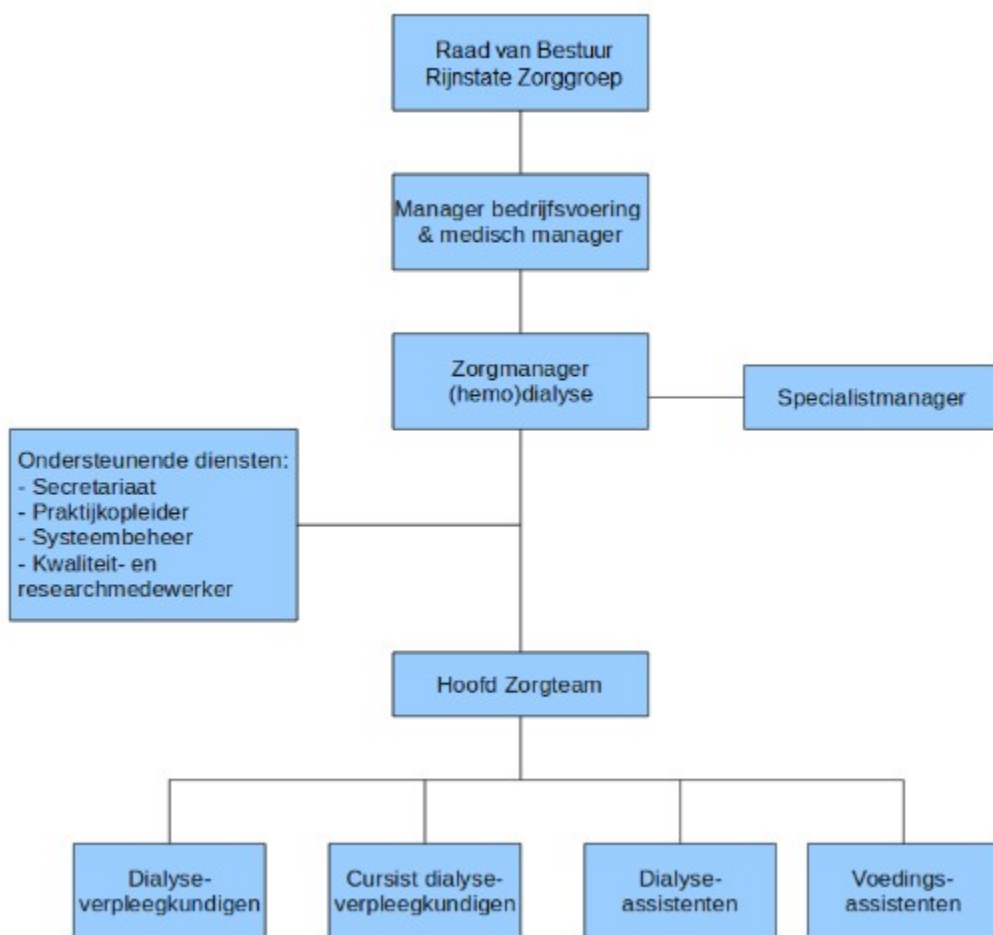 Raad van Bestuur
Rijnstate Zorggroep
Manager bedrijfsvoering
& medisch manager
Zorgmanager
(hemo)dialyse
Specialistmanager
Ondersteunende diensten:
- Secretariaat
- Praktijkopleider
- Systeembeheer
- Kwaliteit- en
researchmedewerker
Hoofd Zorgteam
Dialyse-
verpleegkundigen
Cursist dialyse-
verpleegkundigen
Dialyse-
assistenten
Voedings-
assistenten